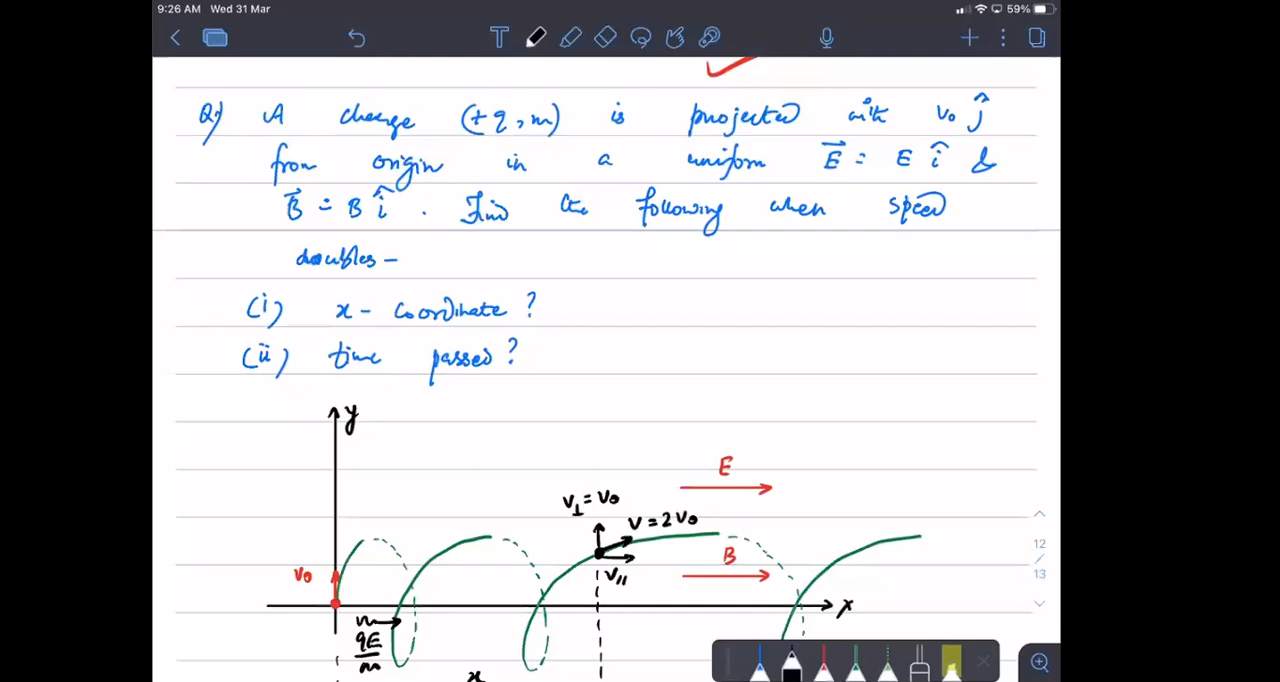 9:26 AM Wed 31 Mar
59%
Q) A charge (+q, m) is projected with v₀ ĵ
from origin in a uniform E⃗ = E î &
B⃗ = B î . Find the following when speed
doubles –
(i) x - coordinate ?
(ii) time passed ?
y
E
v⊥ = v₀
v = 2v₀
B
v₀
v//
x
qE/m
x
12
/
13